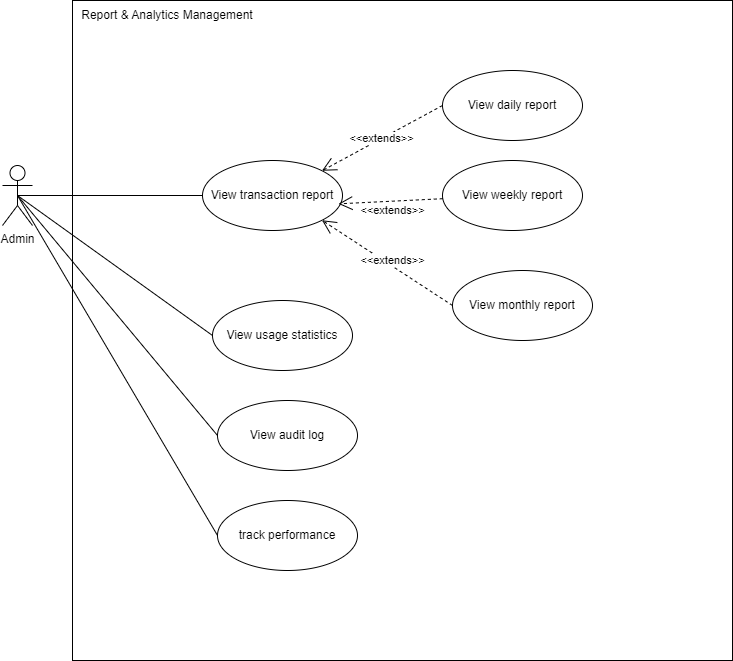 Report & Analytics Management
View daily report
<<extends>>
View transaction report
View weekly report
<<extends>>
Admin
<<extends>>
View monthly report
View usage statistics
View audit log
track performance